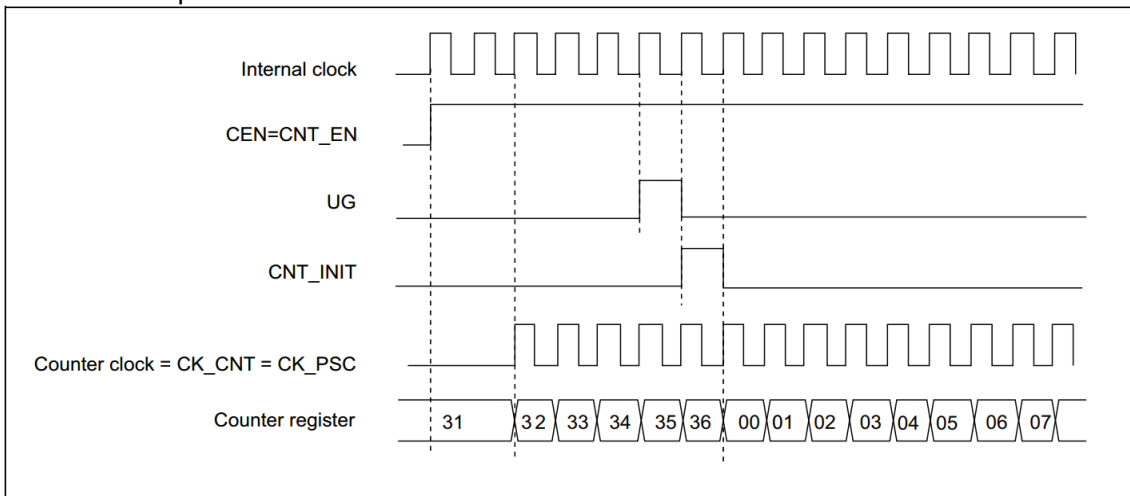 Internal clock
CEN=CNT_EN
UG
CNT_INIT
Counter clock = CK_CNT = CK_PSC
Counter register 31 32 33 34 35 36 00 01 02 03 04 05 06 07